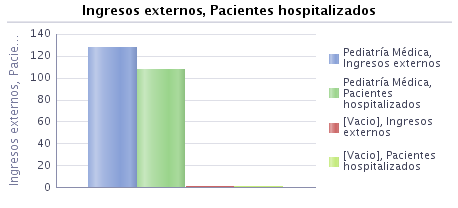 Ingresos externos, Pacientes hospitalizados
Ingresos externos, Pacie...
140
120
100
80
60
40
20
0
Pediatría Médica,
Ingresos externos
Pediatría Médica,
Pacientes
hospitalizados
[Vacio], Ingresos
externos
[Vacio], Pacientes
hospitalizados